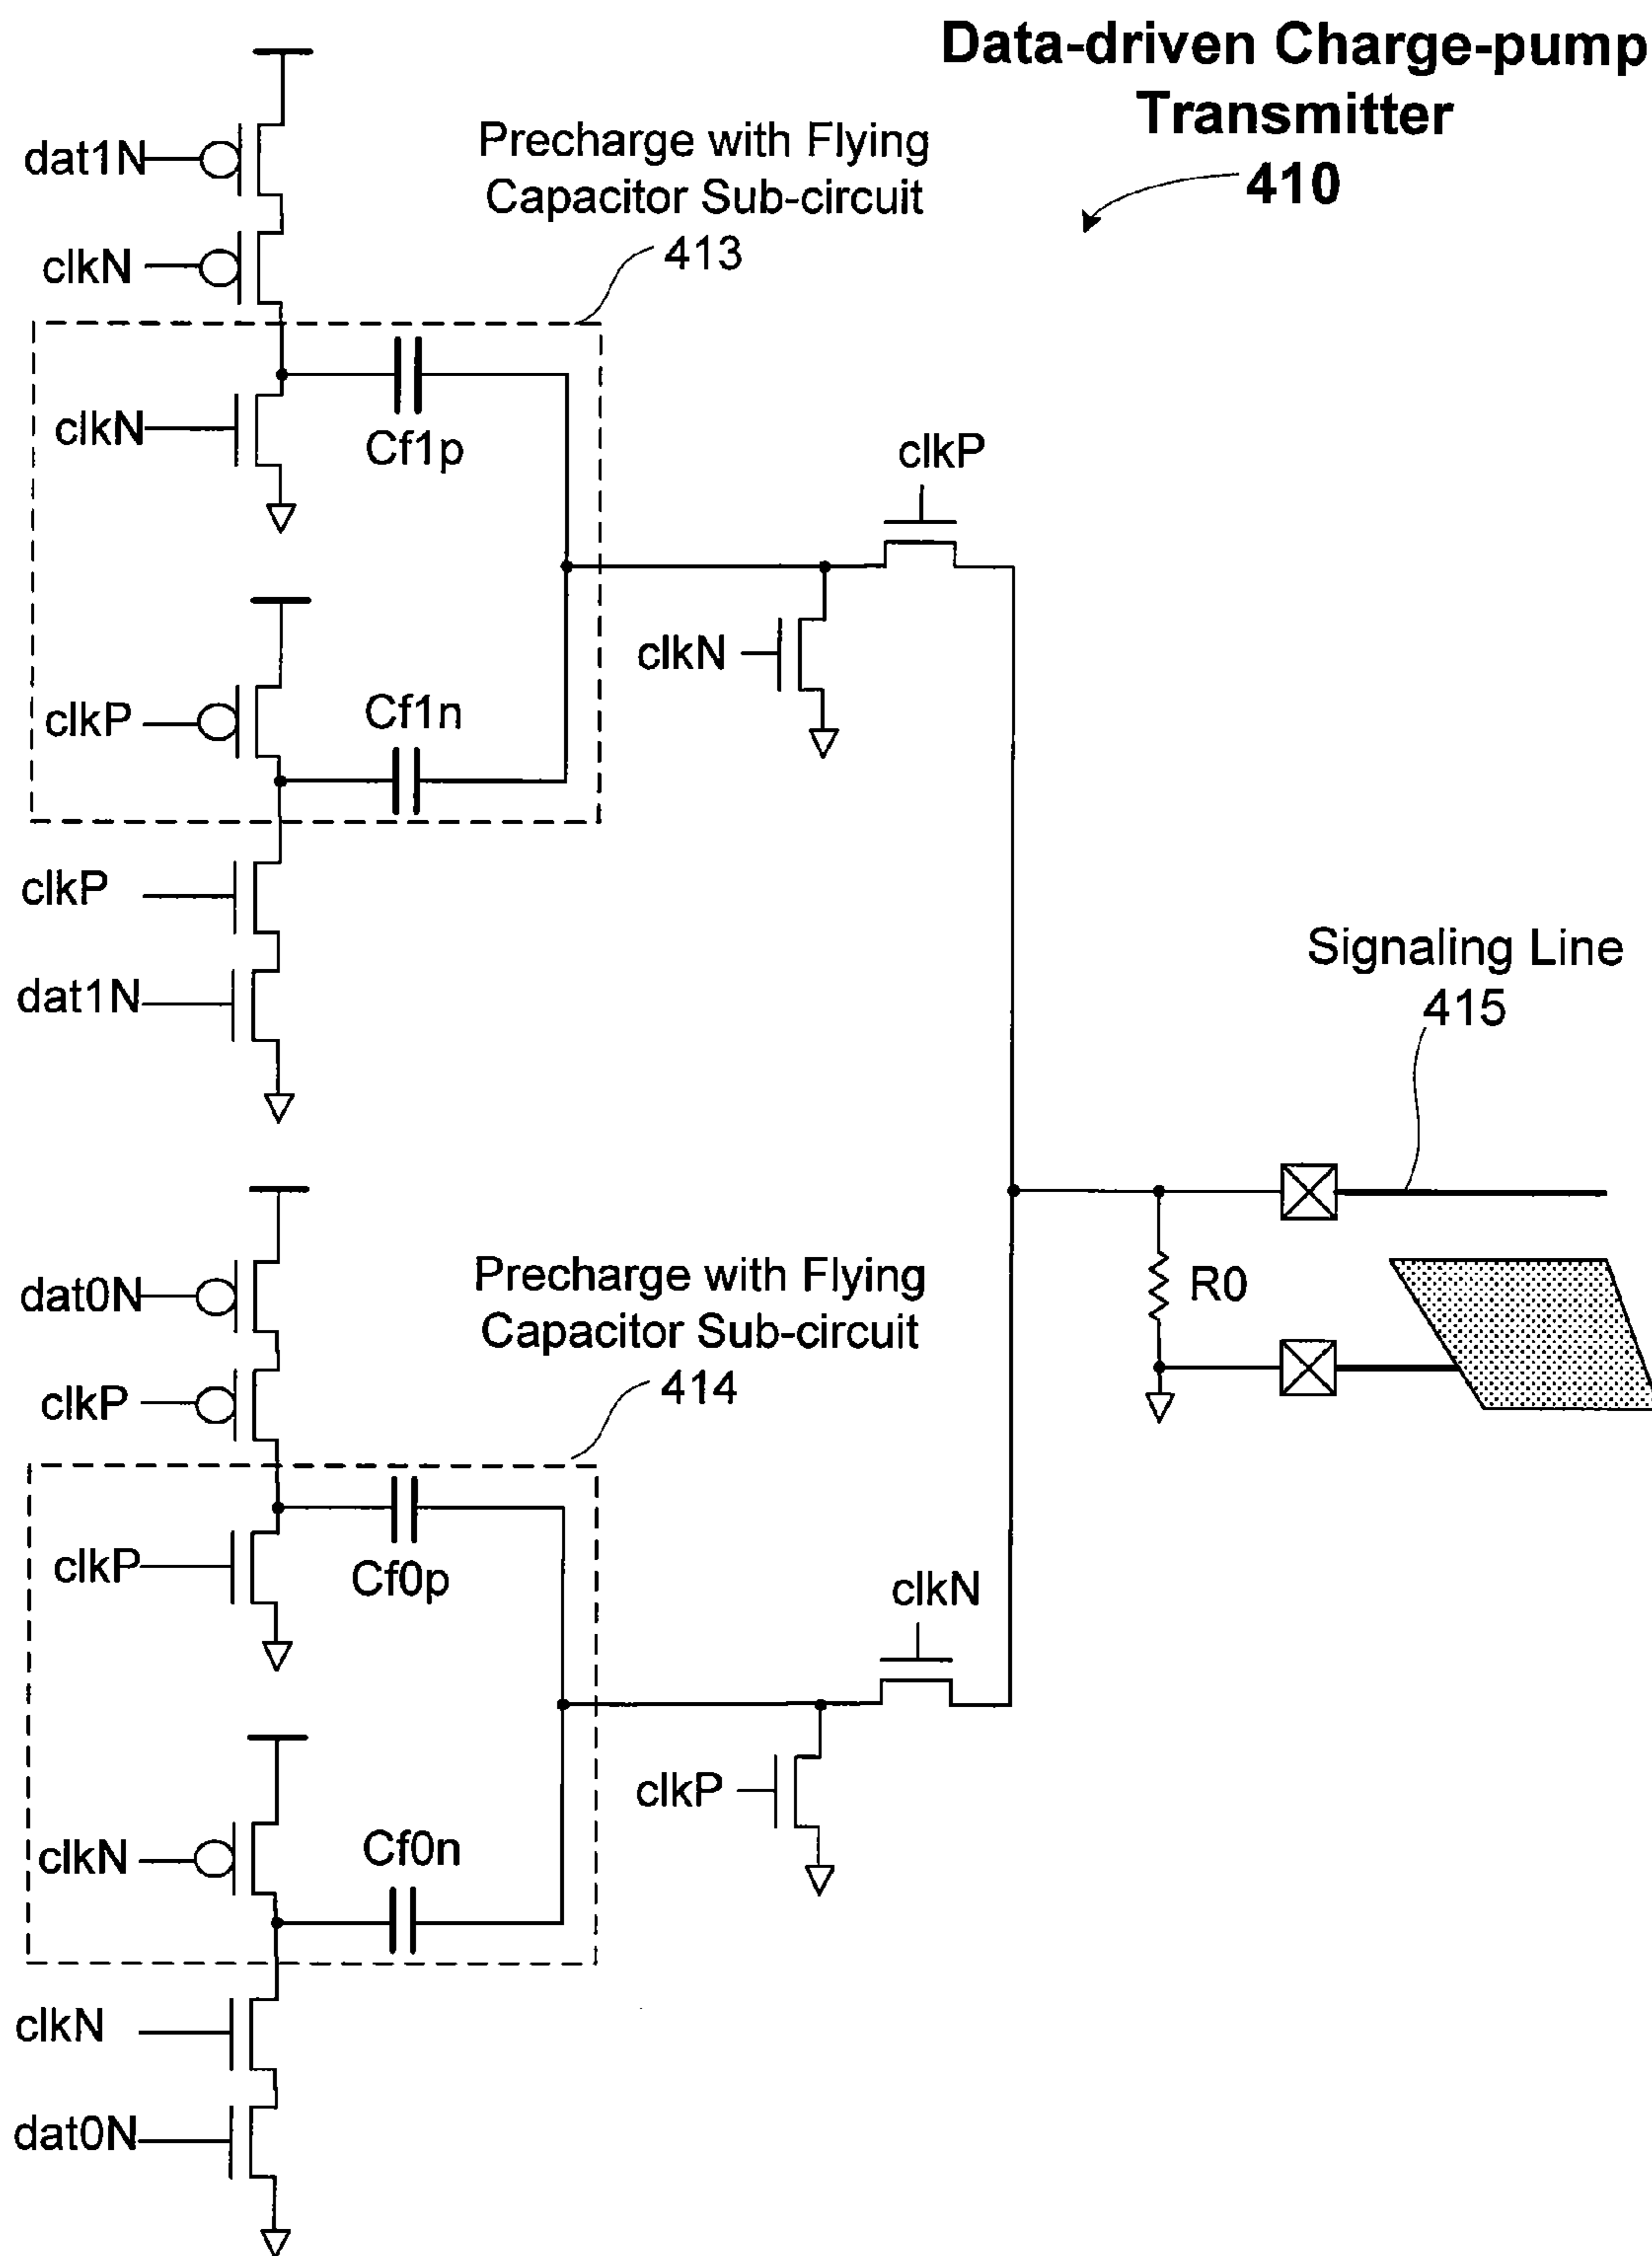 Data-driven Charge-pump
Transmitter
410
Precharge with Flying
Capacitor Sub-circuit
413
dat1N
clkN
clkN
Cf1p
clkP
clkN
clkP
Cf1n
clkP
dat1N
Signaling Line
415
dat0N
Precharge with Flying
Capacitor Sub-circuit
414
R0
clkP
clkP
Cf0p
clkN
clkP
clkN
Cf0n
clkN
dat0N